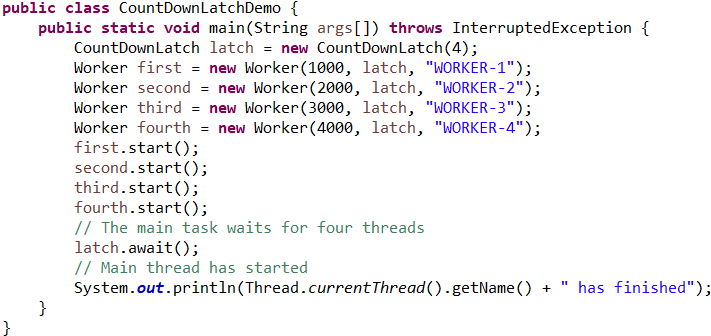 public class CountDownLatchDemo {
    public static void main(String args[]) throws InterruptedException {
        CountDownLatch latch = new CountDownLatch(4);
        Worker first = new Worker(1000, latch, "WORKER-1");
        Worker second = new Worker(2000, latch, "WORKER-2");
        Worker third = new Worker(3000, latch, "WORKER-3");
        Worker fourth = new Worker(4000, latch, "WORKER-4");
        first.start();
        second.start();
        third.start();
        fourth.start();
        // The main task waits for four threads
        latch.await();
        // Main thread has started
        System.out.println(Thread.currentThread().getName() + " has finished");
    }
}